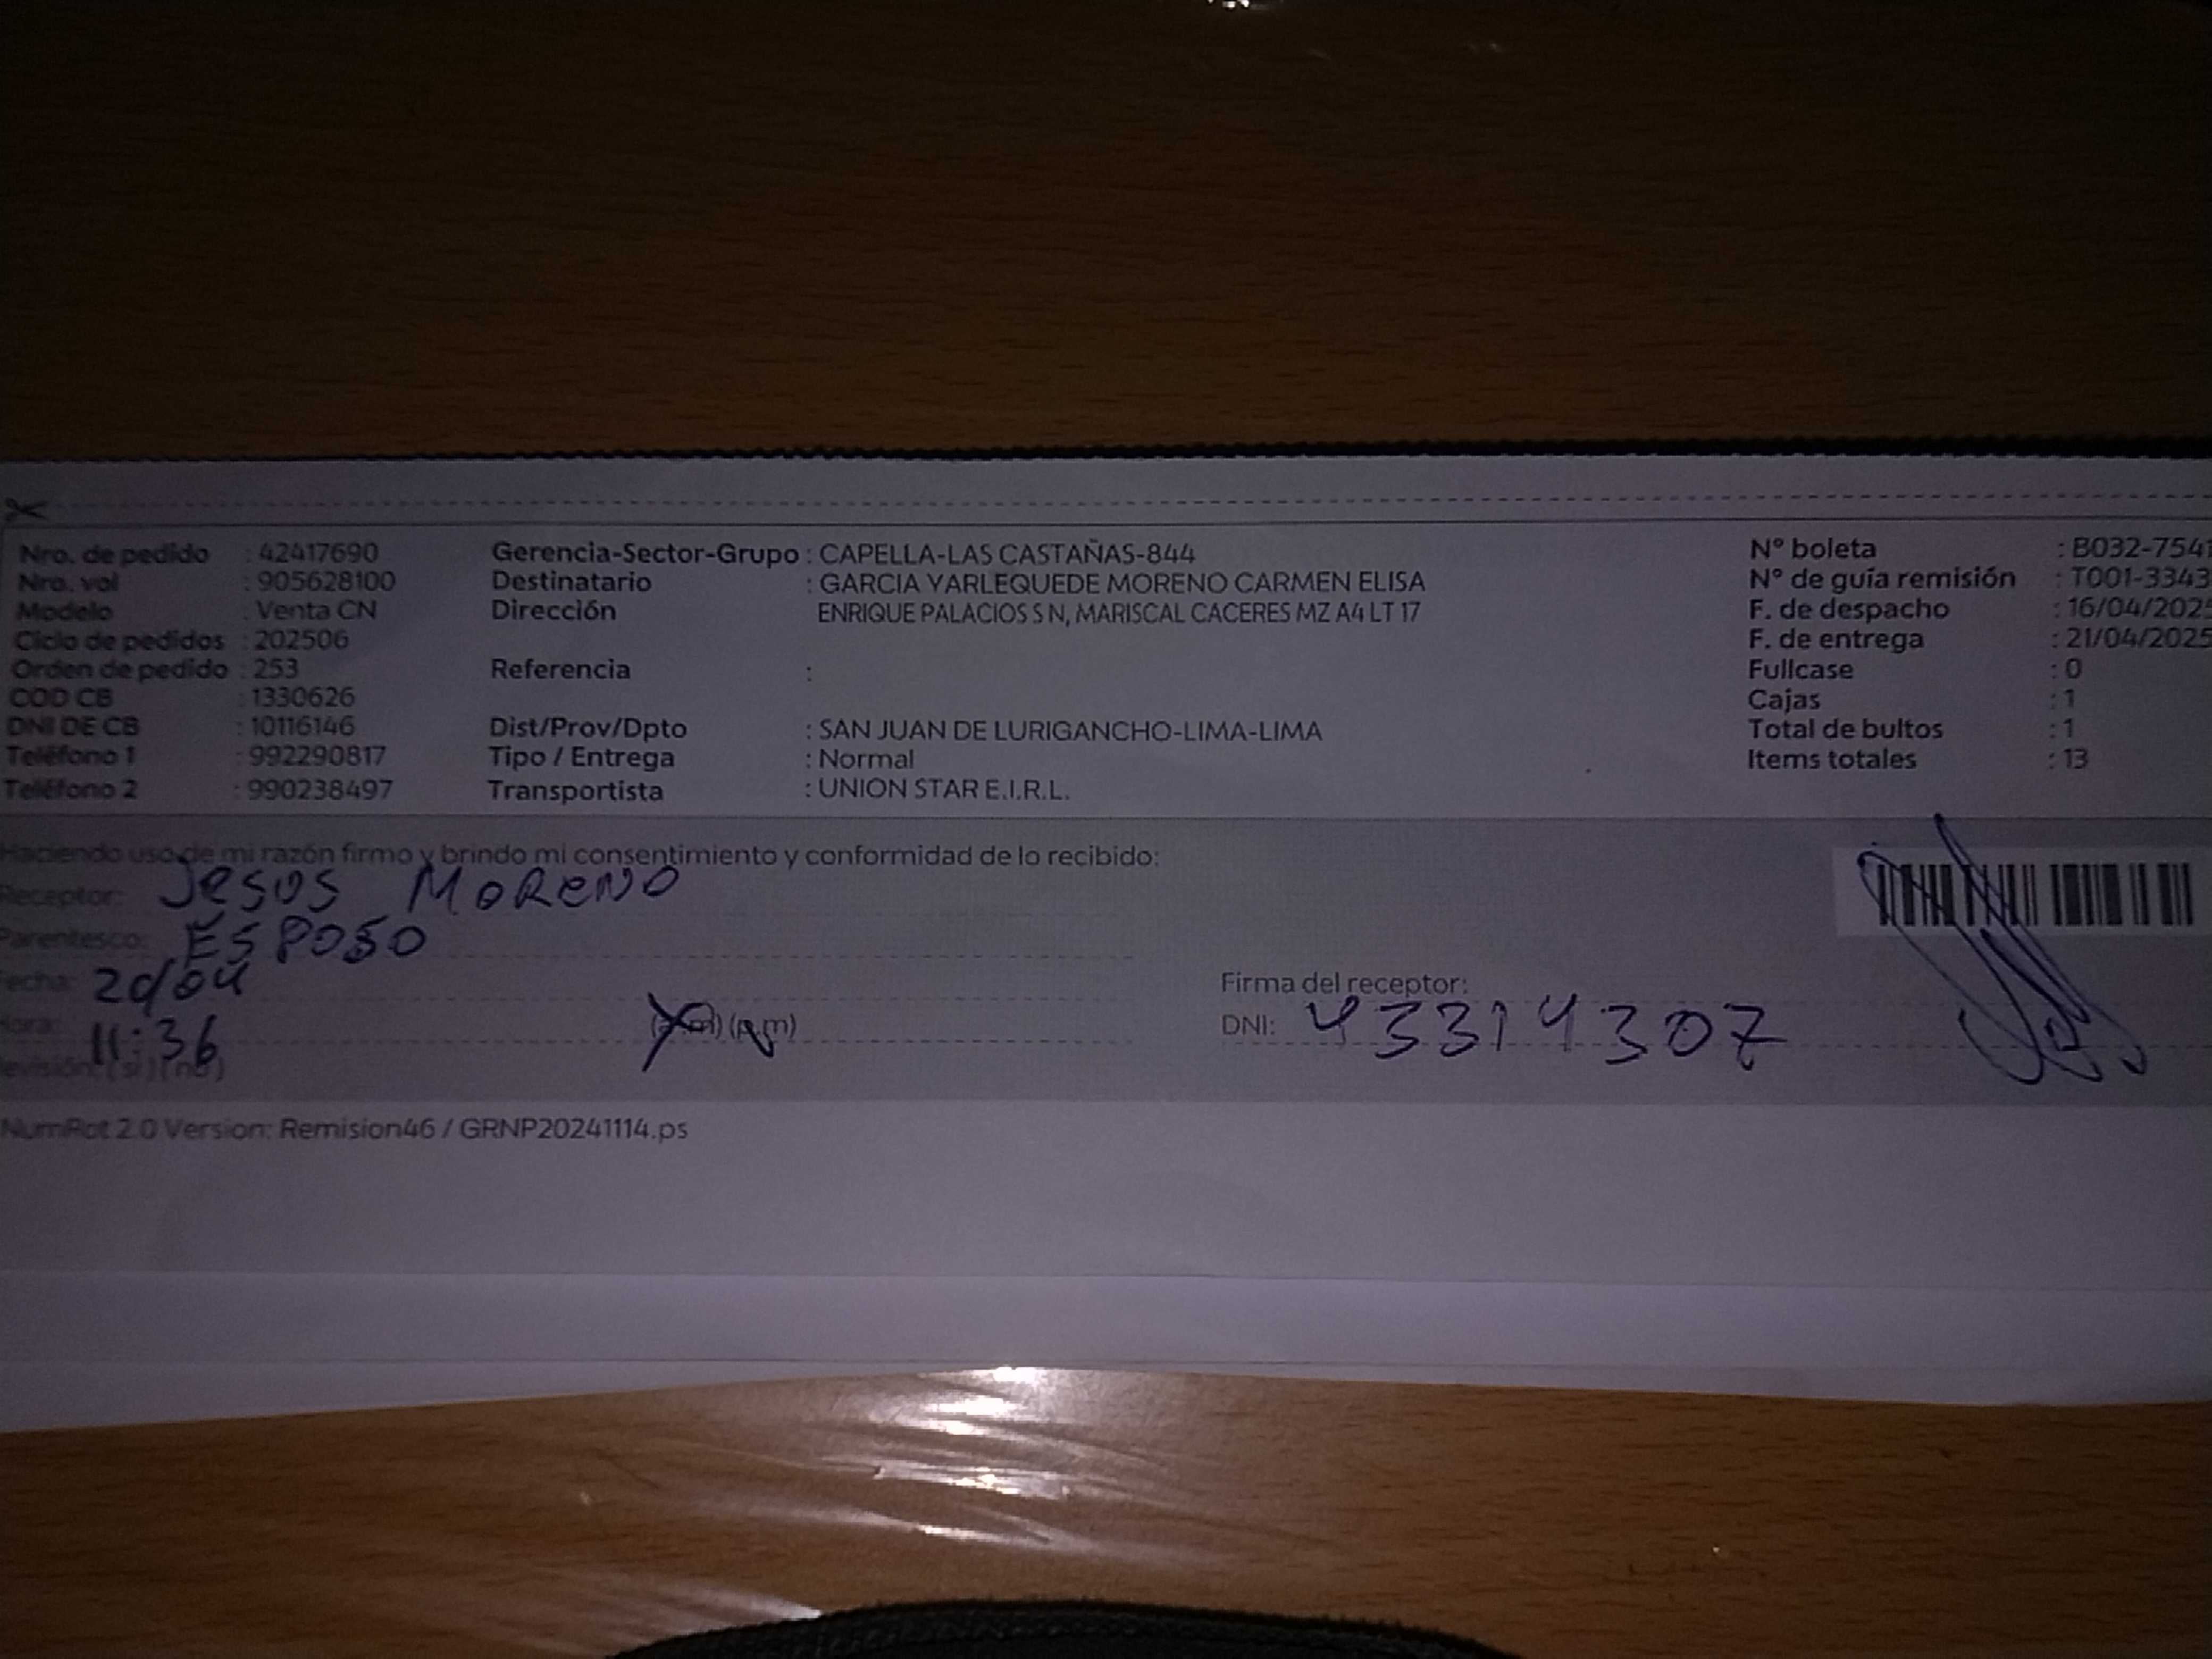 Nro. de pedido : 42417690 Gerencia-Sector-Grupo : CAPELLA-LAS CASTAÑAS-844 N° boleta : B032-7541
Nro. vol : 905628100 Destinatario : GARCIA YARLEQUEDE MORENO CARMEN ELISA N° de guía remisión : T001-3343
Modelo : Venta CN Dirección ENRIQUE PALACIOS S N, MARISCAL CACERES MZ A4 LT 17 F. de despacho : 16/04/2025
Ciclo de pedidos : 202506 F. de entrega : 21/04/2025
Orden de pedido : 253 Referencia : Fullcase : 0
COD CB : 1330626 Cajas : 1
DNI DE CB : 10116146 Dist/Prov/Dpto : SAN JUAN DE LURIGANCHO-LIMA-LIMA Total de bultos : 1
Teléfono 1 : 992290817 Tipo / Entrega : Normal Items totales : 13
Teléfono 2 : 990238497 Transportista : UNION STAR E.I.R.L.
Haciendo uso de mi razón firmo y brindo mi consentimiento y conformidad de lo recibido:
Receptor: Jesus MoReNO
Parentesco: ESPOSO
Fecha: 20/04 Firma del receptor:
Hora: 11:36 (a.m) (p.m) DNI: 43314307
Revisión: (si) (no)
NumRot 2.0 Version: Remision46 / GRNP20241114.ps